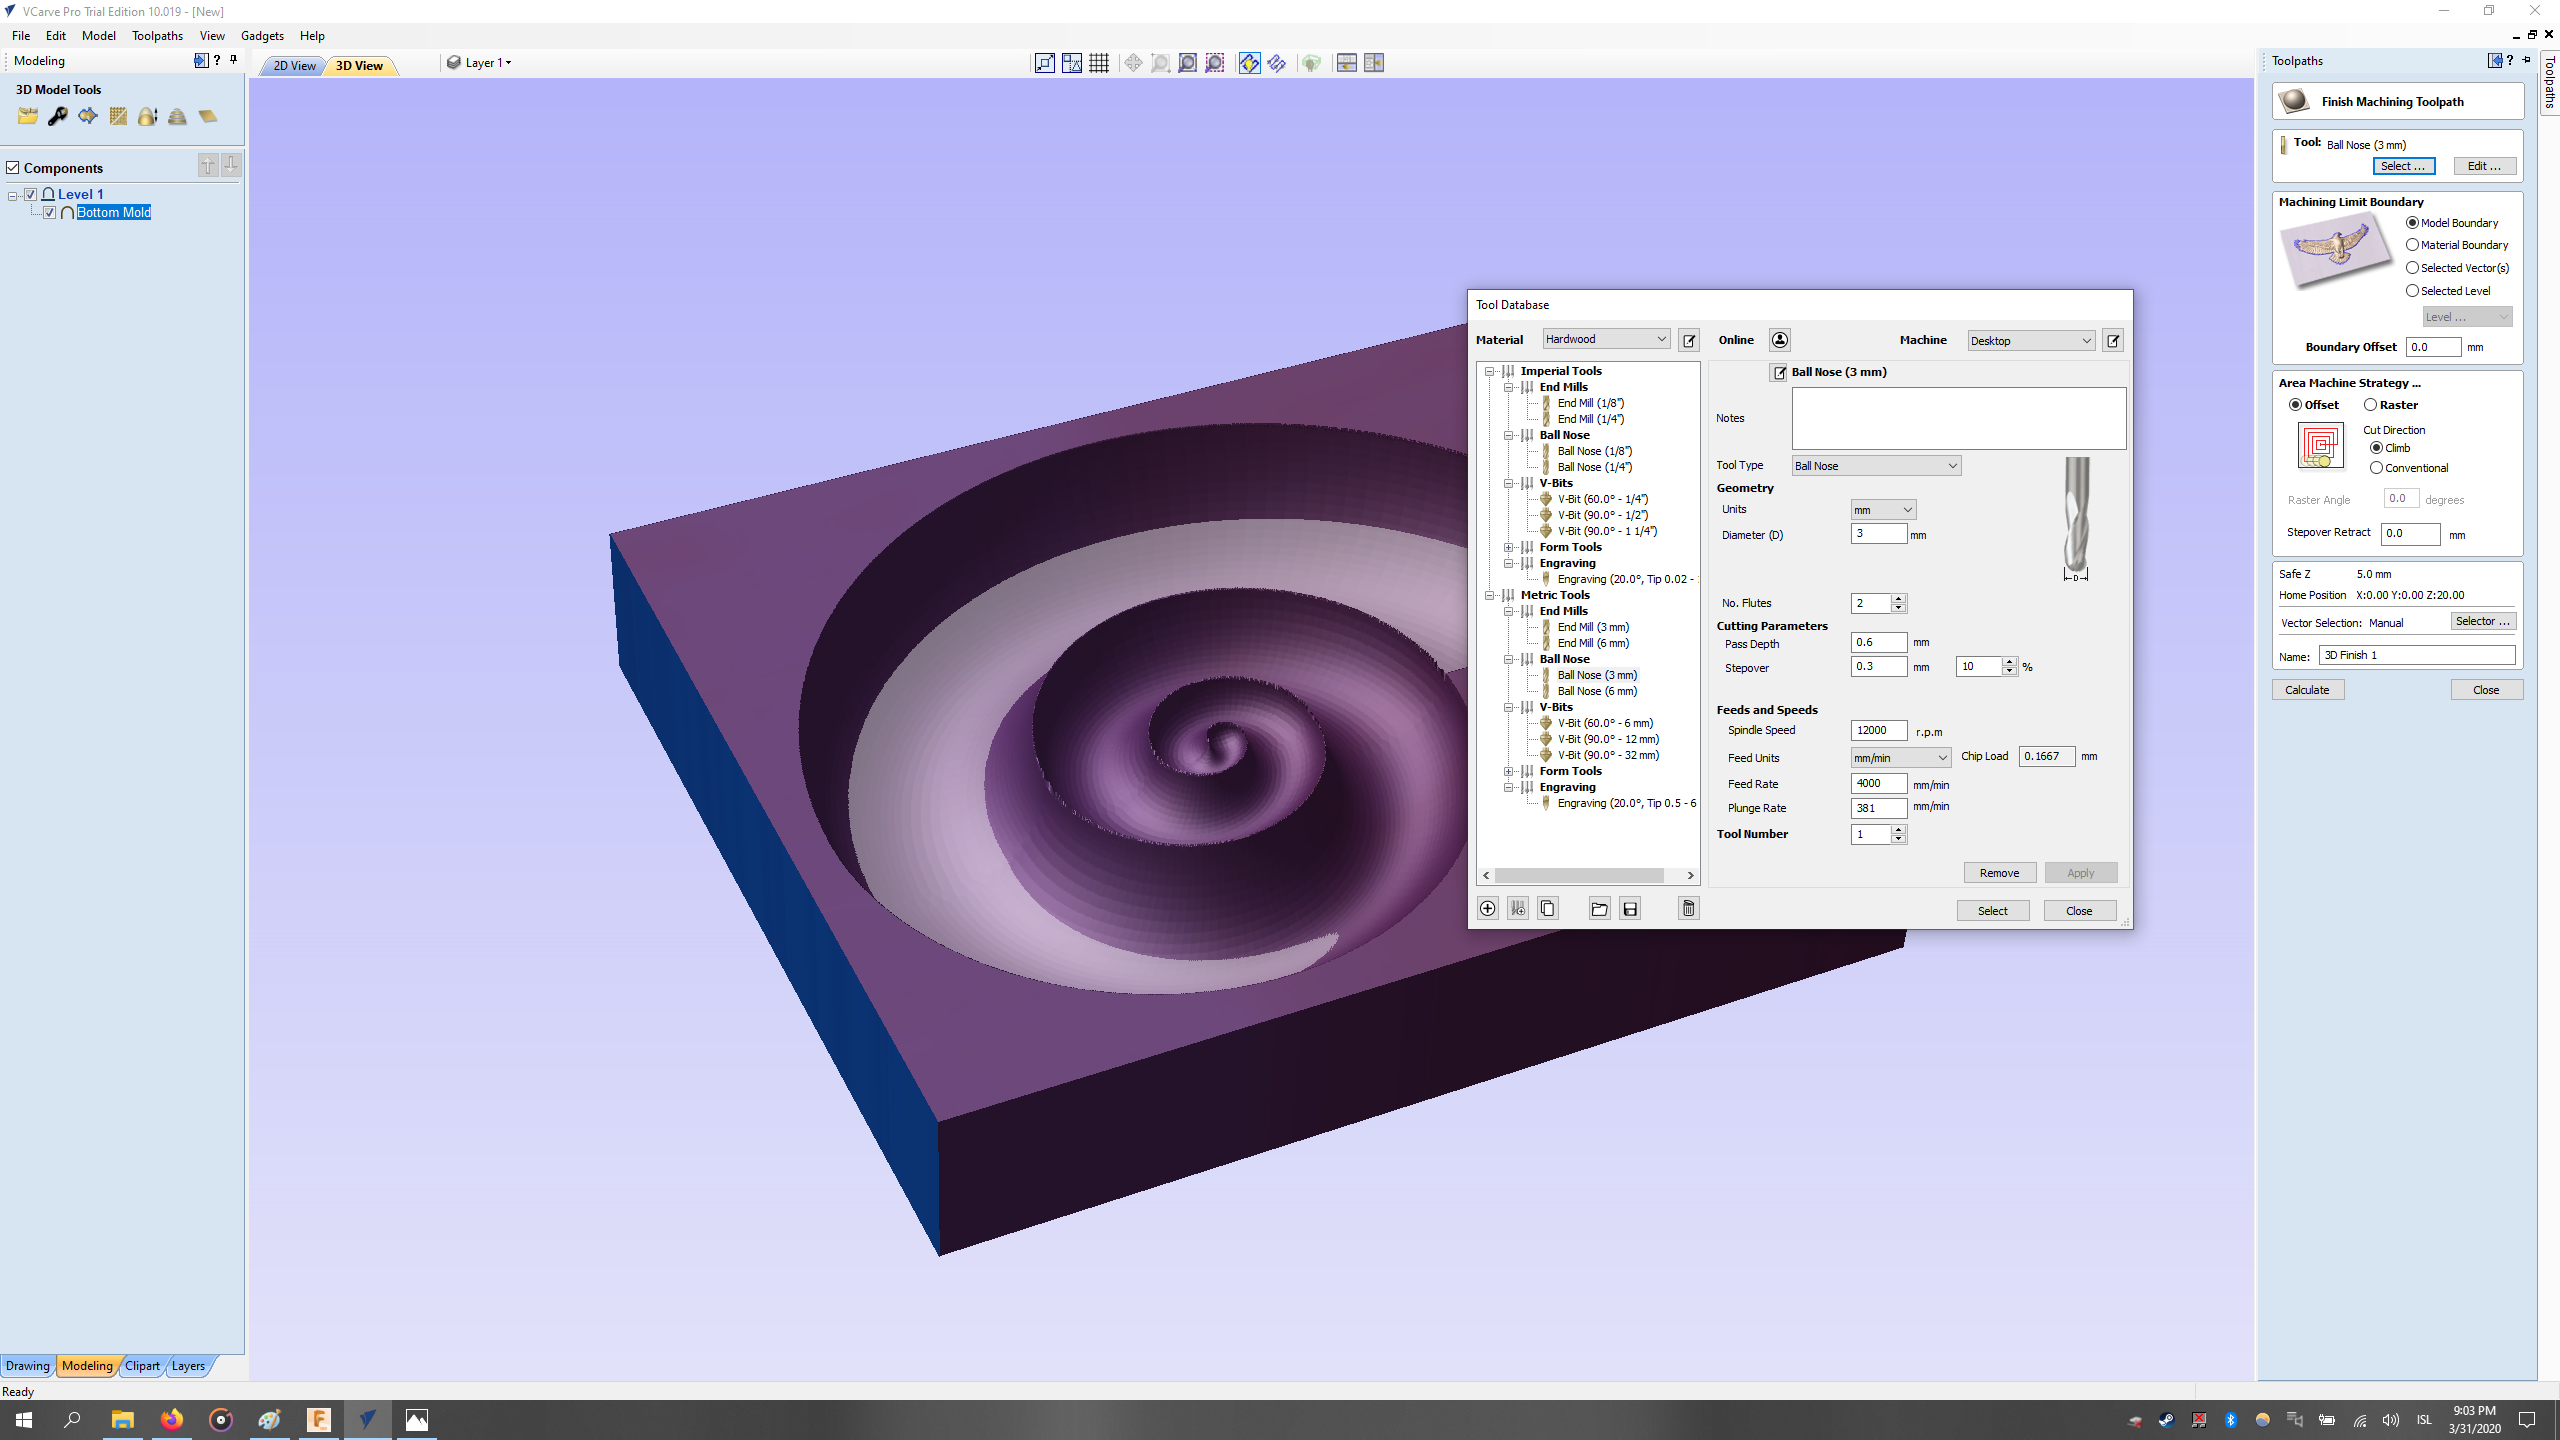 VCarve Pro Trial Edition 10.019 - [New]
File Edit Model Toolpaths View Gadgets Help
Modeling
2D View 3D View
Layer 1
Toolpaths
Toolpaths
3D Model Tools
Components
Level 1
Bottom Mold
Finish Machining Toolpath
Tool: Ball Nose (3 mm)
Select ... Edit ...
Machining Limit Boundary
Model Boundary
Material Boundary
Selected Vector(s)
Selected Level
Level ...
Boundary Offset 0.0 mm
Area Machine Strategy ...
Offset Raster
Cut Direction
Climb
Conventional
Raster Angle 0.0 degrees
Stepover Retract 0.0 mm
Safe Z 5.0 mm
Home Position X:0.00 Y:0.00 Z:20.00
Vector Selection: Manual Selector ...
Name: 3D Finish 1
Calculate Close
Tool Database
Material Hardwood Online Machine Desktop
Imperial Tools
End Mills
End Mill (1/8")
End Mill (1/4")
Ball Nose
Ball Nose (1/8")
Ball Nose (1/4")
V-Bits
V-Bit (60.0° - 1/4")
V-Bit (90.0° - 1/2")
V-Bit (90.0° - 1 1/4")
Form Tools
Engraving
Engraving (20.0°, Tip 0.02 -
Metric Tools
End Mills
End Mill (3 mm)
End Mill (6 mm)
Ball Nose
Ball Nose (3 mm)
Ball Nose (6 mm)
V-Bits
V-Bit (60.0° - 6 mm)
V-Bit (90.0° - 12 mm)
V-Bit (90.0° - 32 mm)
Form Tools
Engraving
Engraving (20.0°, Tip 0.5 - 6
Ball Nose (3 mm)
Notes
Tool Type Ball Nose
Geometry
Units mm
Diameter (D) 3 mm
D
No. Flutes 2
Cutting Parameters
Pass Depth 0.6 mm
Stepover 0.3 mm 10 %
Feeds and Speeds
Spindle Speed 12000 r.p.m
Feed Units mm/min Chip Load 0.1667 mm
Feed Rate 4000 mm/min
Plunge Rate 381 mm/min
Tool Number 1
Remove Apply
Select Close
Drawing Modeling Clipart Layers
Ready
ISL
9:03 PM
3/31/2020